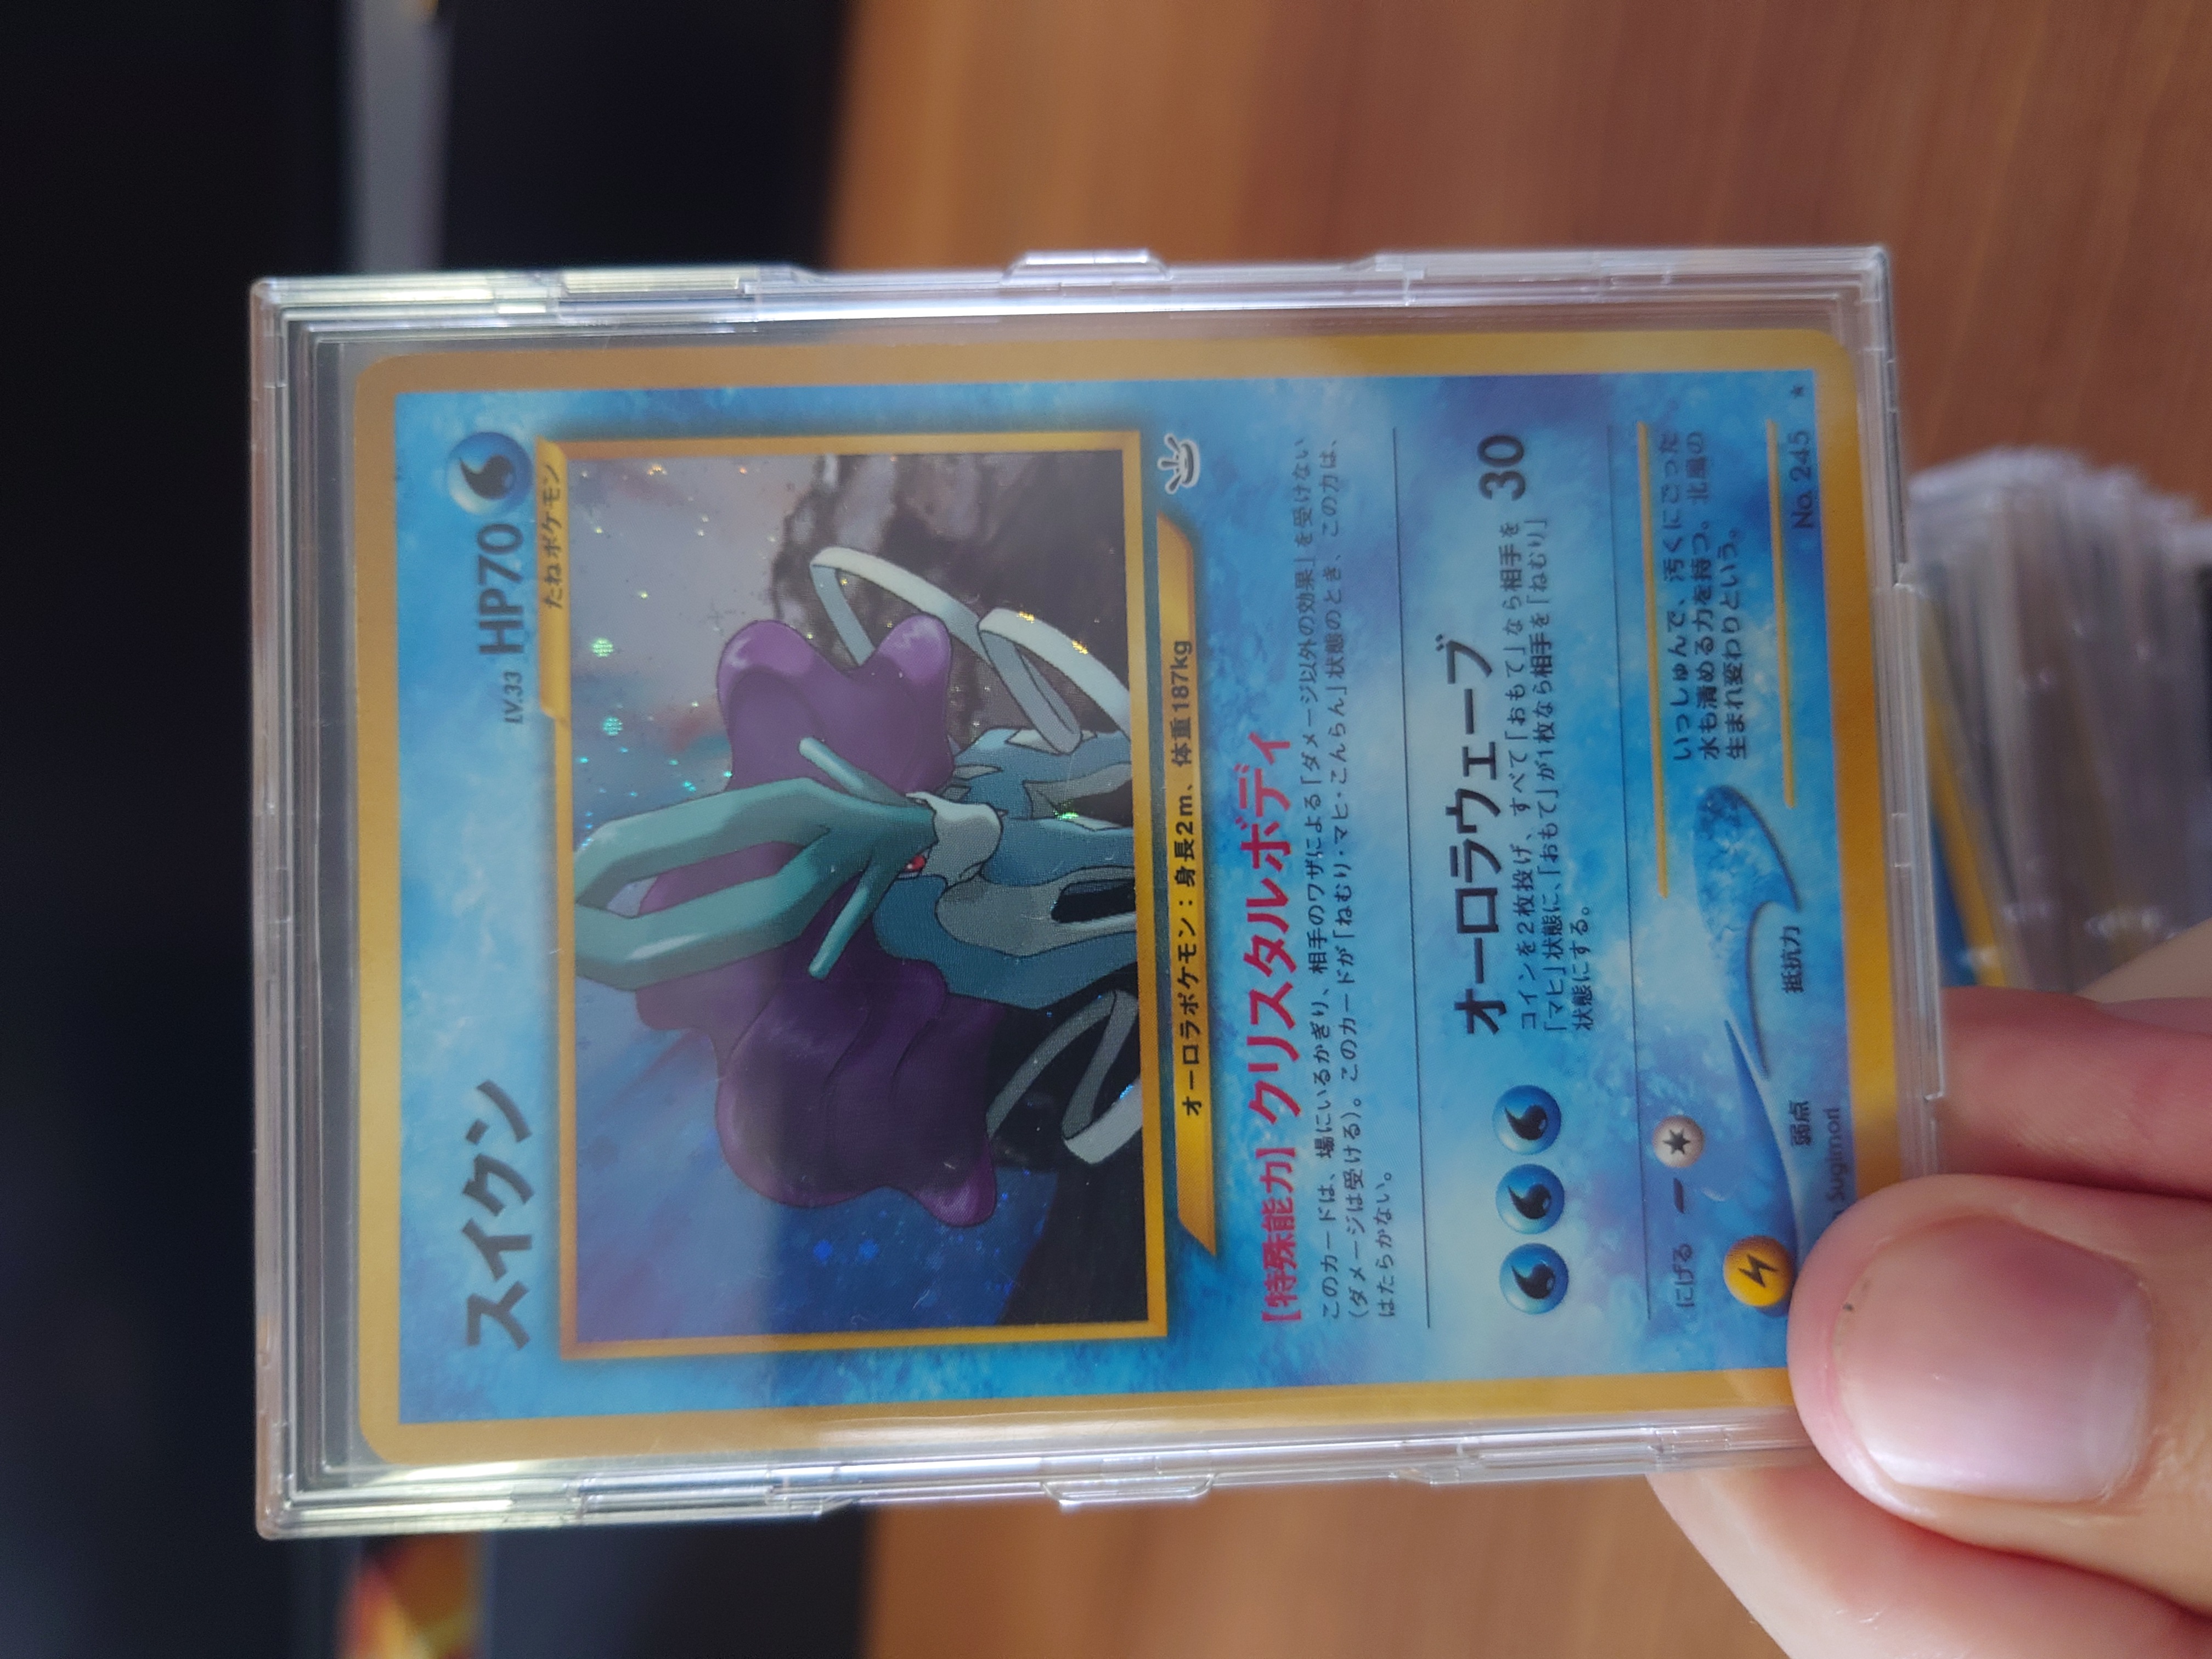 スイクン
LV.33 HP70
たねポケモン
オーロラポケモン：身長2m、体重187kg
【特殊能力】クリスタルボディ
このカードは、場にいるかぎり、相手のワザによる「ダメージ以外の効果」を受けない
（ダメージは受ける）。このカードが「ねむり・マヒ・こんらん」状態のとき、この力は、
はたらかない。
オーロラウェーブ 30
コインを2枚投げ、すべて「おもて」なら相手を
「マヒ」状態に、「おもて」が1枚なら相手を「ねむり」
状態にする。
にげる
いっしゅんで、汚くにごった
水も清める力を持つ。北風の
生まれ変わりという。
弱点 抵抗力
No. 245 ★
Sugimori